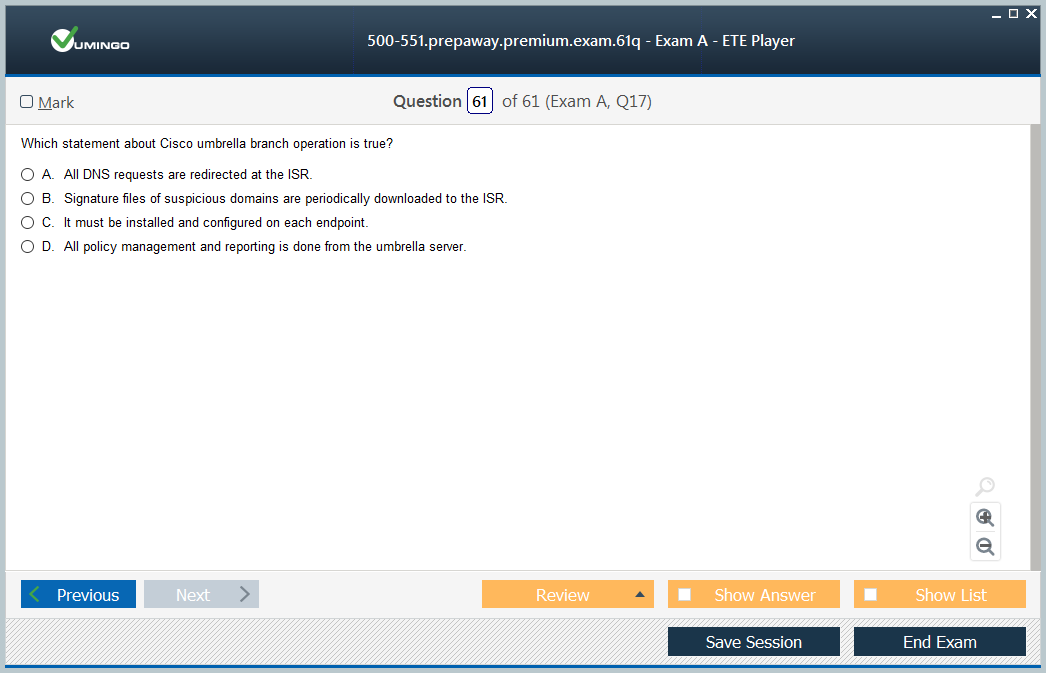 VUMINGO
500-551.prepaway.premium.exam.61q - Exam A - ETE Player
Mark
Question 61 of 61 (Exam A, Q17)
Which statement about Cisco umbrella branch operation is true?
A. All DNS requests are redirected at the ISR.
B. Signature files of suspicious domains are periodically downloaded to the ISR.
C. It must be installed and configured on each endpoint.
D. All policy management and reporting is done from the umbrella server.
Previous
Next
Review
Show Answer
Show List
Save Session
End Exam